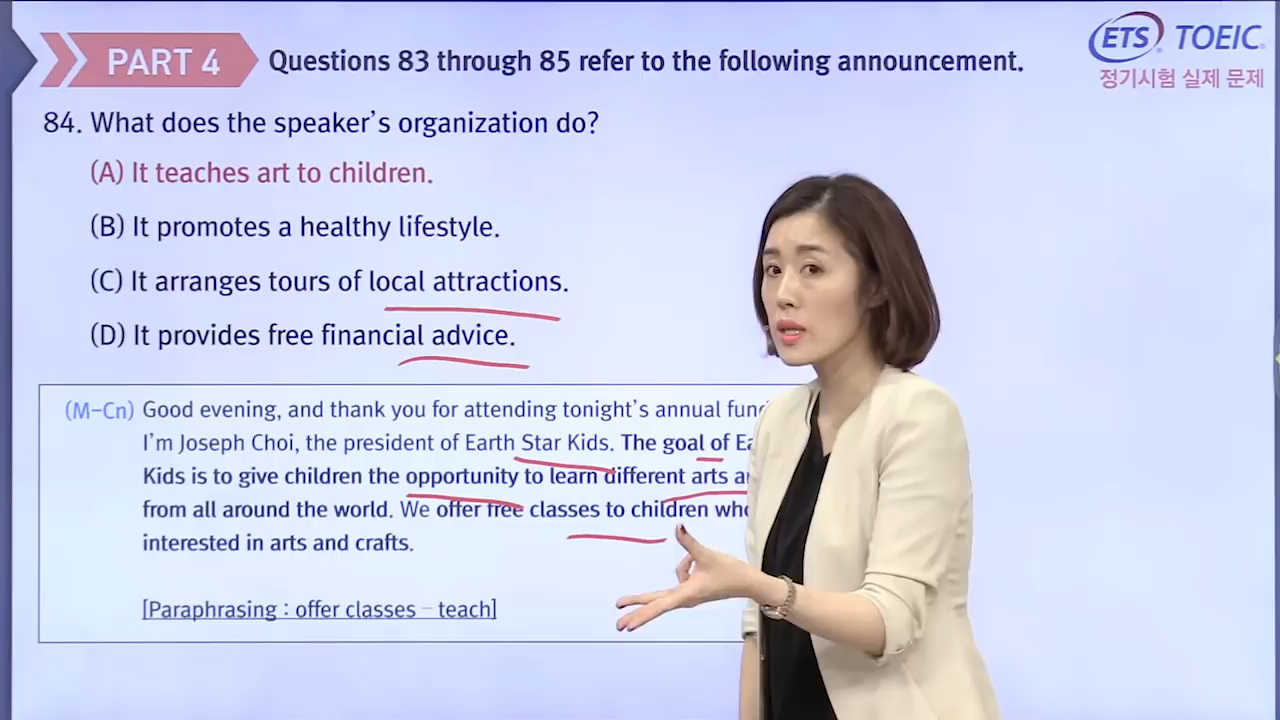 PART 4
Questions 83 through 85 refer to the following announcement.
ETS TOEIC
정기시험 실제 문제
84. What does the speaker's organization do?
(A) It teaches art to children.
(B) It promotes a healthy lifestyle.
(C) It arranges tours of local attractions.
(D) It provides free financial advice.
(M–Cn) Good evening, and thank you for attending tonight's annual
I'm Joseph Choi, the president of Earth Star Kids. The goal of
Kids is to give children the opportunity to learn different arts
from all around the world. We offer free classes to children
interested in arts and crafts.
[Paraphrasing : offer classes – teach]